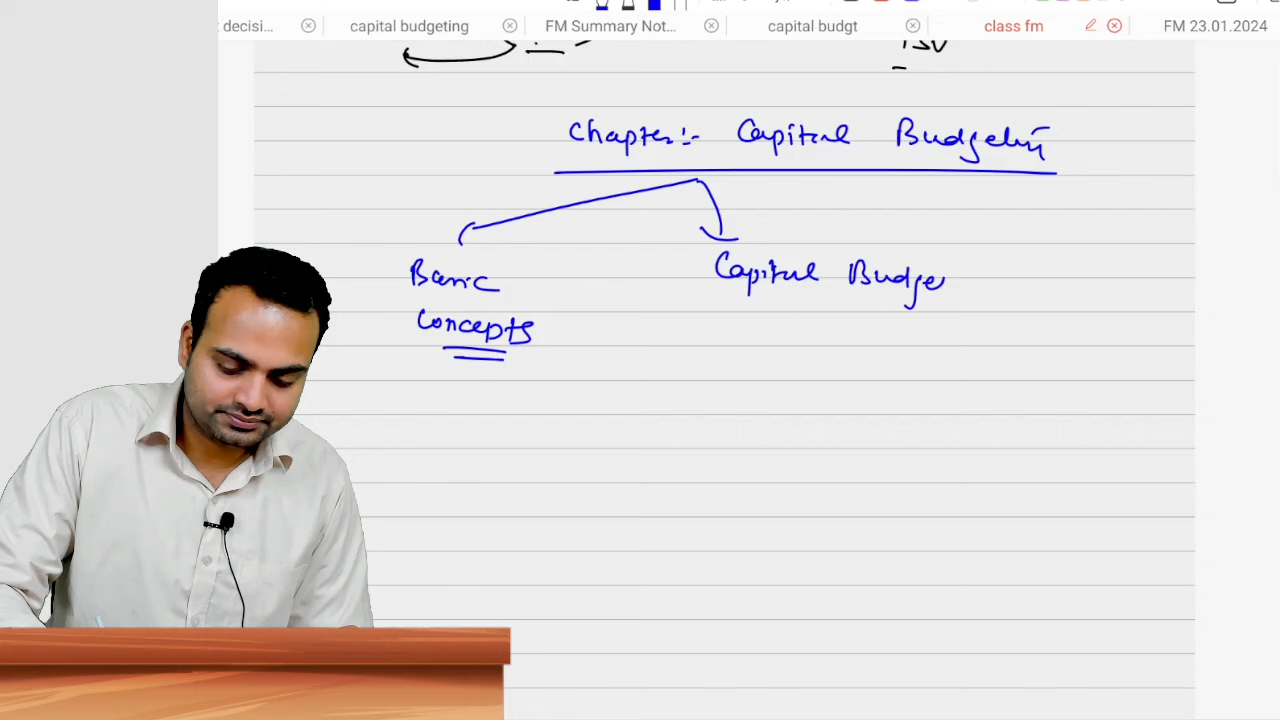 decisi...
capital budgeting
FM Summary Not...
capital budgt
class fm
FM 23.01.2024
Chapter:- Capital Budgeting
Basic
Concepts
Capital Budge